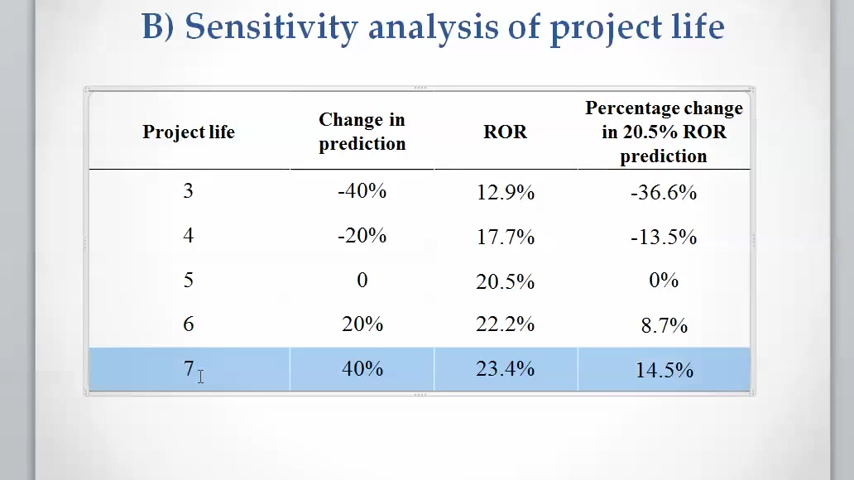 B) Sensitivity analysis of project life
Project life Change in prediction ROR Percentage change in 20.5% ROR prediction
3 -40% 12.9% -36.6%
4 -20% 17.7% -13.5%
5 0 20.5% 0%
6 20% 22.2% 8.7%
7 40% 23.4% 14.5%